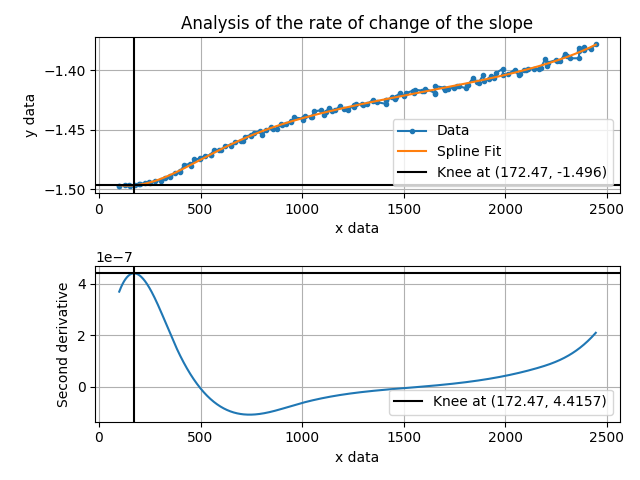 Analysis of the rate of change of the slope
−1.40
−1.45
−1.50
y data
Data
Spline Fit
Knee at (172.47, -1.496)
0 500 1000 1500 2000 2500
x data
1e−7
4
2
0
Second derivative
Knee at (172.47, 4.4157)
0 500 1000 1500 2000 2500
x data